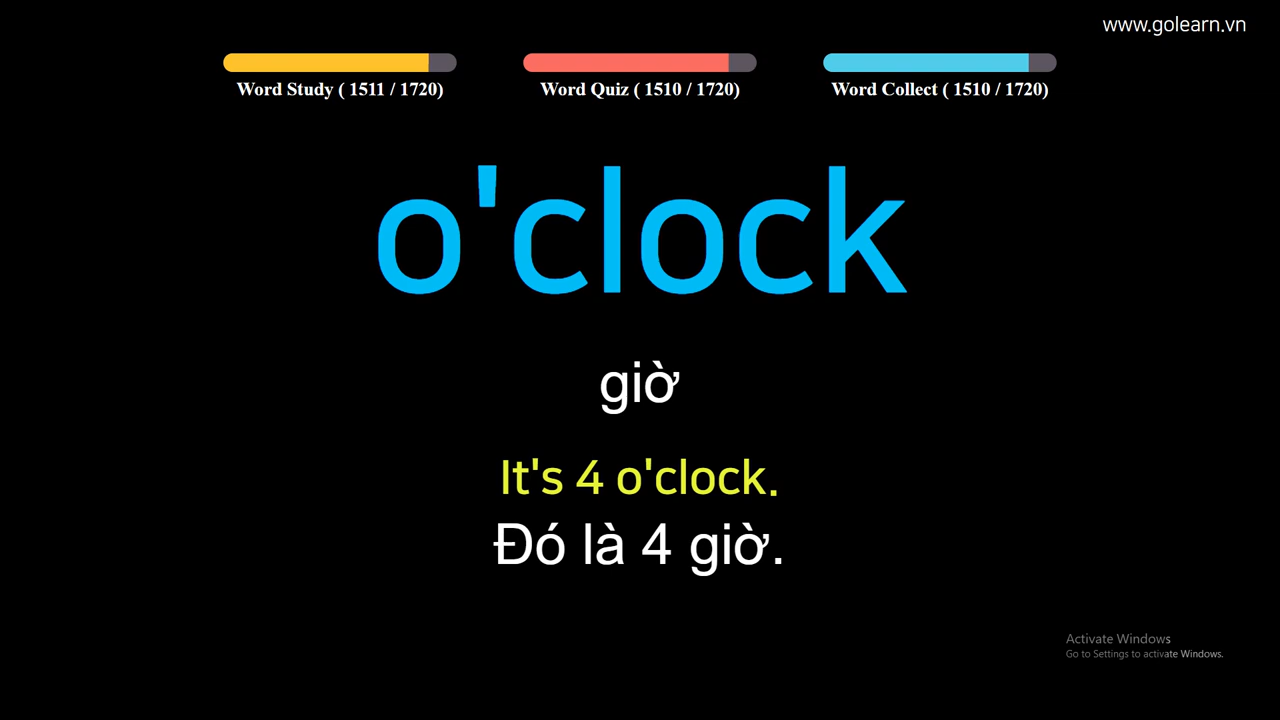 www.golearn.vn
Word Study ( 1511 / 1720)
Word Quiz ( 1510 / 1720)
Word Collect ( 1510 / 1720)
o'clock
giờ
It's 4 o'clock.
Đó là 4 giờ.
Activate Windows
Go to Settings to activate Windows.